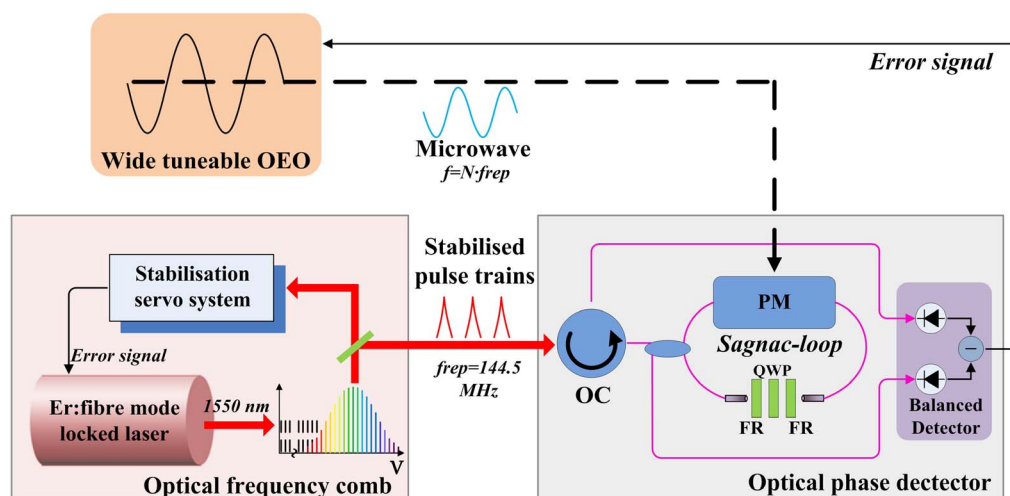 Error signal
Wide tuneable OEO
Microwave
f=N·frep
Stabilisation
servo system
Error signal
Er:fibre mode
locked laser
1550 nm
V
Optical frequency comb
Stabilised
pulse trains
frep=144.5
MHz
OC
PM
Sagnac-loop
QWP
FR
FR
Balanced
Detector
Optical phase dectector